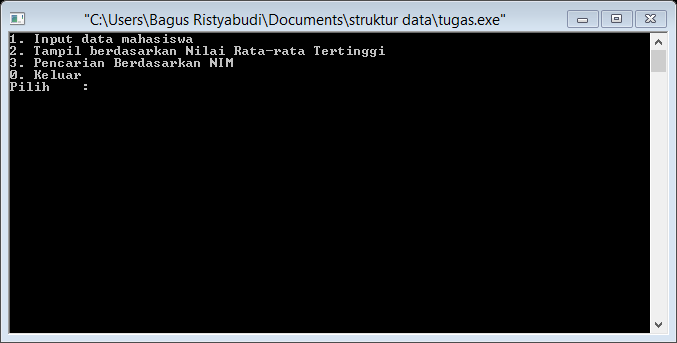 "C:\Users\Bagus Ristyabudi\Documents\struktur data\tugas.exe"
1. Input data mahasiswa
2. Tampil berdasarkan Nilai Rata-rata Tertinggi
3. Pencarian Berdasarkan NIM
0. Keluar
Pilih    :